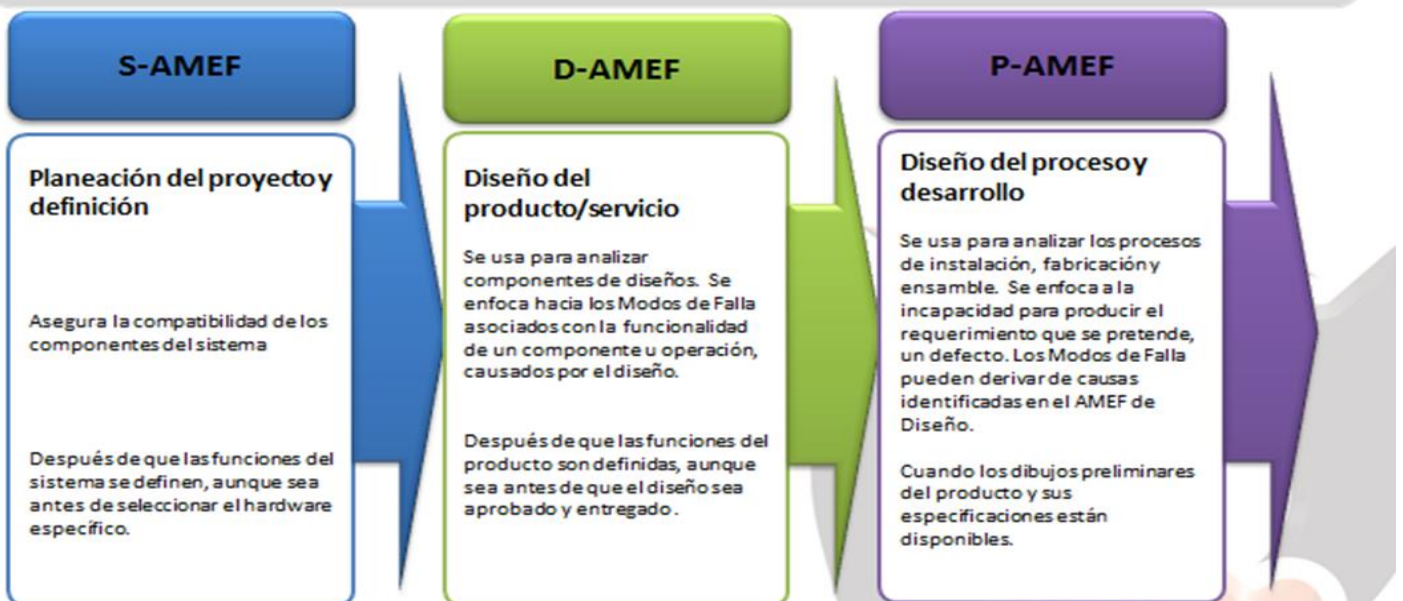 S-AMEF
Planeación del proyecto y
definición
Asegura la compatibilidad de los
componentes del sistema
Después de que las funciones del
sistema se definen, aunque sea
antes de seleccionar el hardware
específico.
D-AMEF
Diseño del
producto/servicio
Se usa para analizar
componentes de diseños. Se
enfoca hacia los Modos de Falla
asociados con la funcionalidad
de un componente u operación,
causados por el diseño.
Después de que las funciones del
producto son definidas, aunque
sea antes de que el diseño sea
aprobado y entregado.
P-AMEF
Diseño del proceso y
desarrollo
Se usa para analizar los procesos
de instalación, fabricación y
ensamble. Se enfoca a la
incapacidad para producir el
requerimiento que se pretende,
un defecto. Los Modos de Falla
pueden derivar de causas
identificadas en el AMEF de
Diseño.
Cuando los dibujos preliminares
del producto y sus
especificaciones están
disponibles.